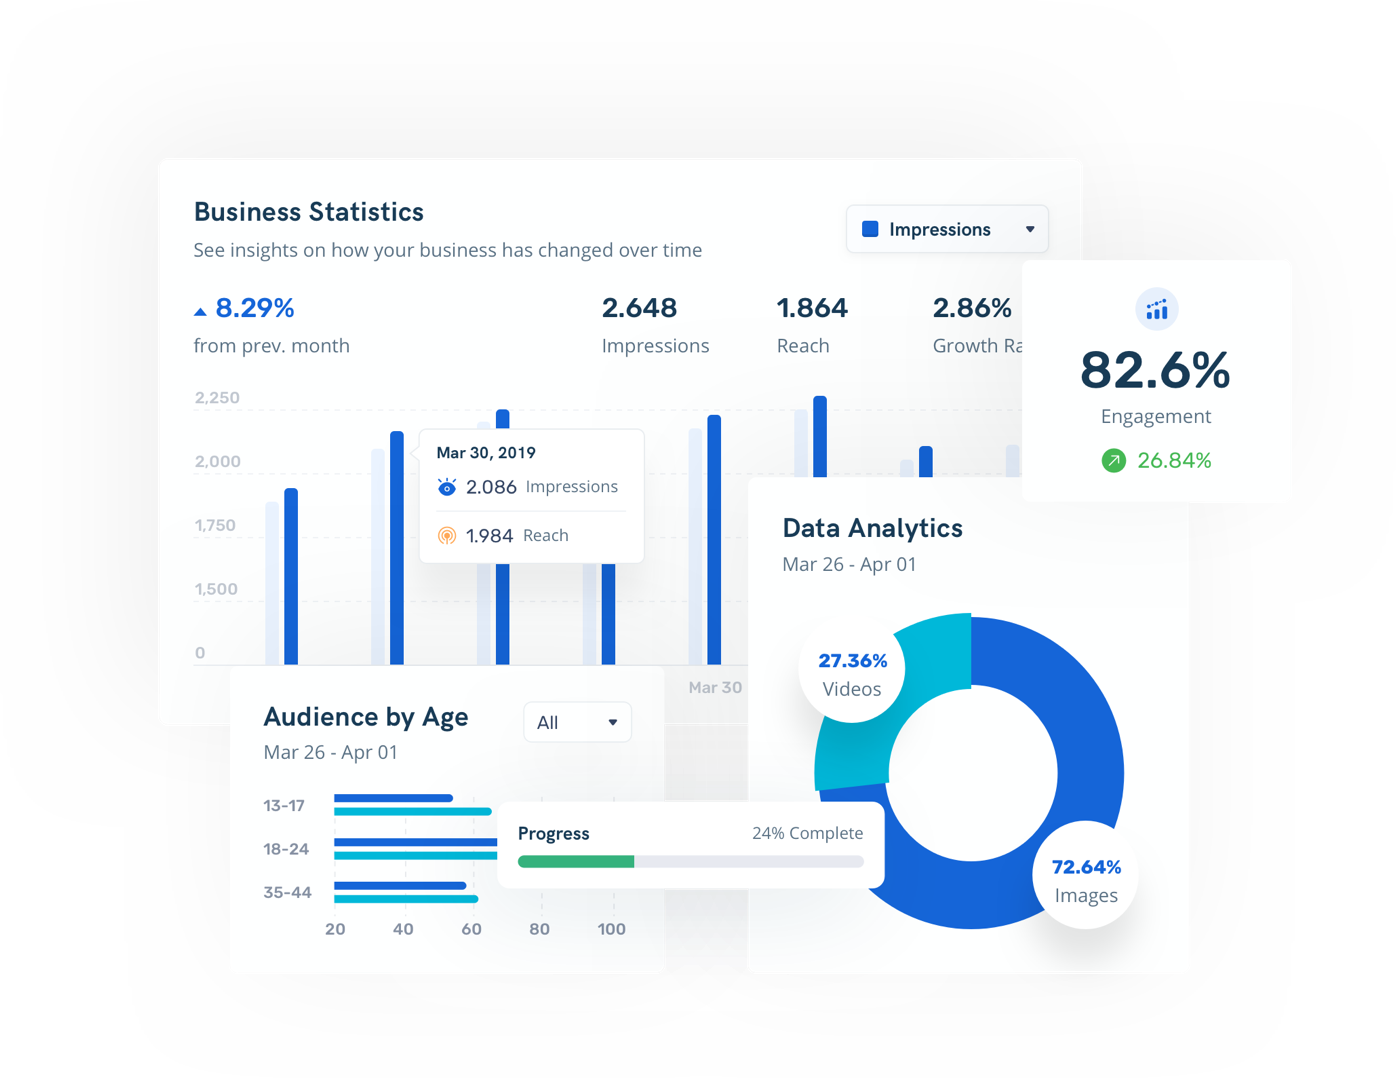 Business Statistics
See insights on how your business has changed over time
Impressions
8.29%
from prev. month
2.648
Impressions
1.864
Reach
2.86%
Growth
82.6%
Engagement
26.84%
2,250
2,000
1,750
1,500
0
Mar 30, 2019
2.086 Impressions
1.984 Reach
Mar 30
Data Analytics
Mar 26 - Apr 01
27.36%
Videos
72.64%
Images
Audience by Age
Mar 26 - Apr 01
All
13-17
18-24
35-44
20 40 60 80 100
Progress
24% Complete